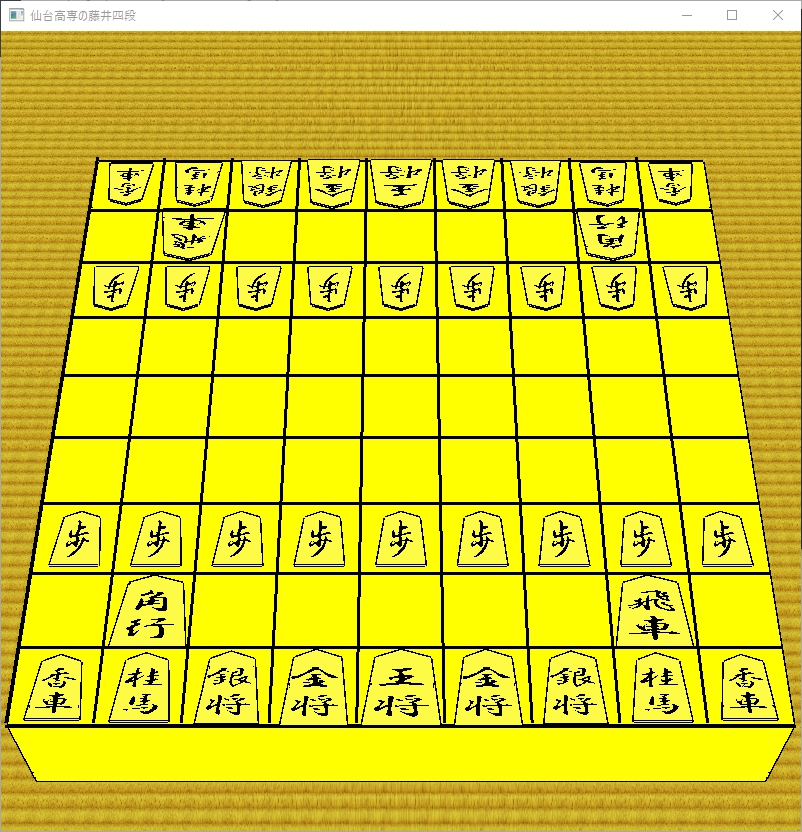 仙台高専の藤井四段
香車 桂馬 銀将 金将 王将 金将 銀将 桂馬 香車
飛車 角行
歩 歩 歩 歩 歩 歩 歩 歩 歩
歩 歩 歩 歩 歩 歩 歩 歩 歩
角行 飛車
香車 桂馬 銀将 金将 王将 金将 銀将 桂馬 香車